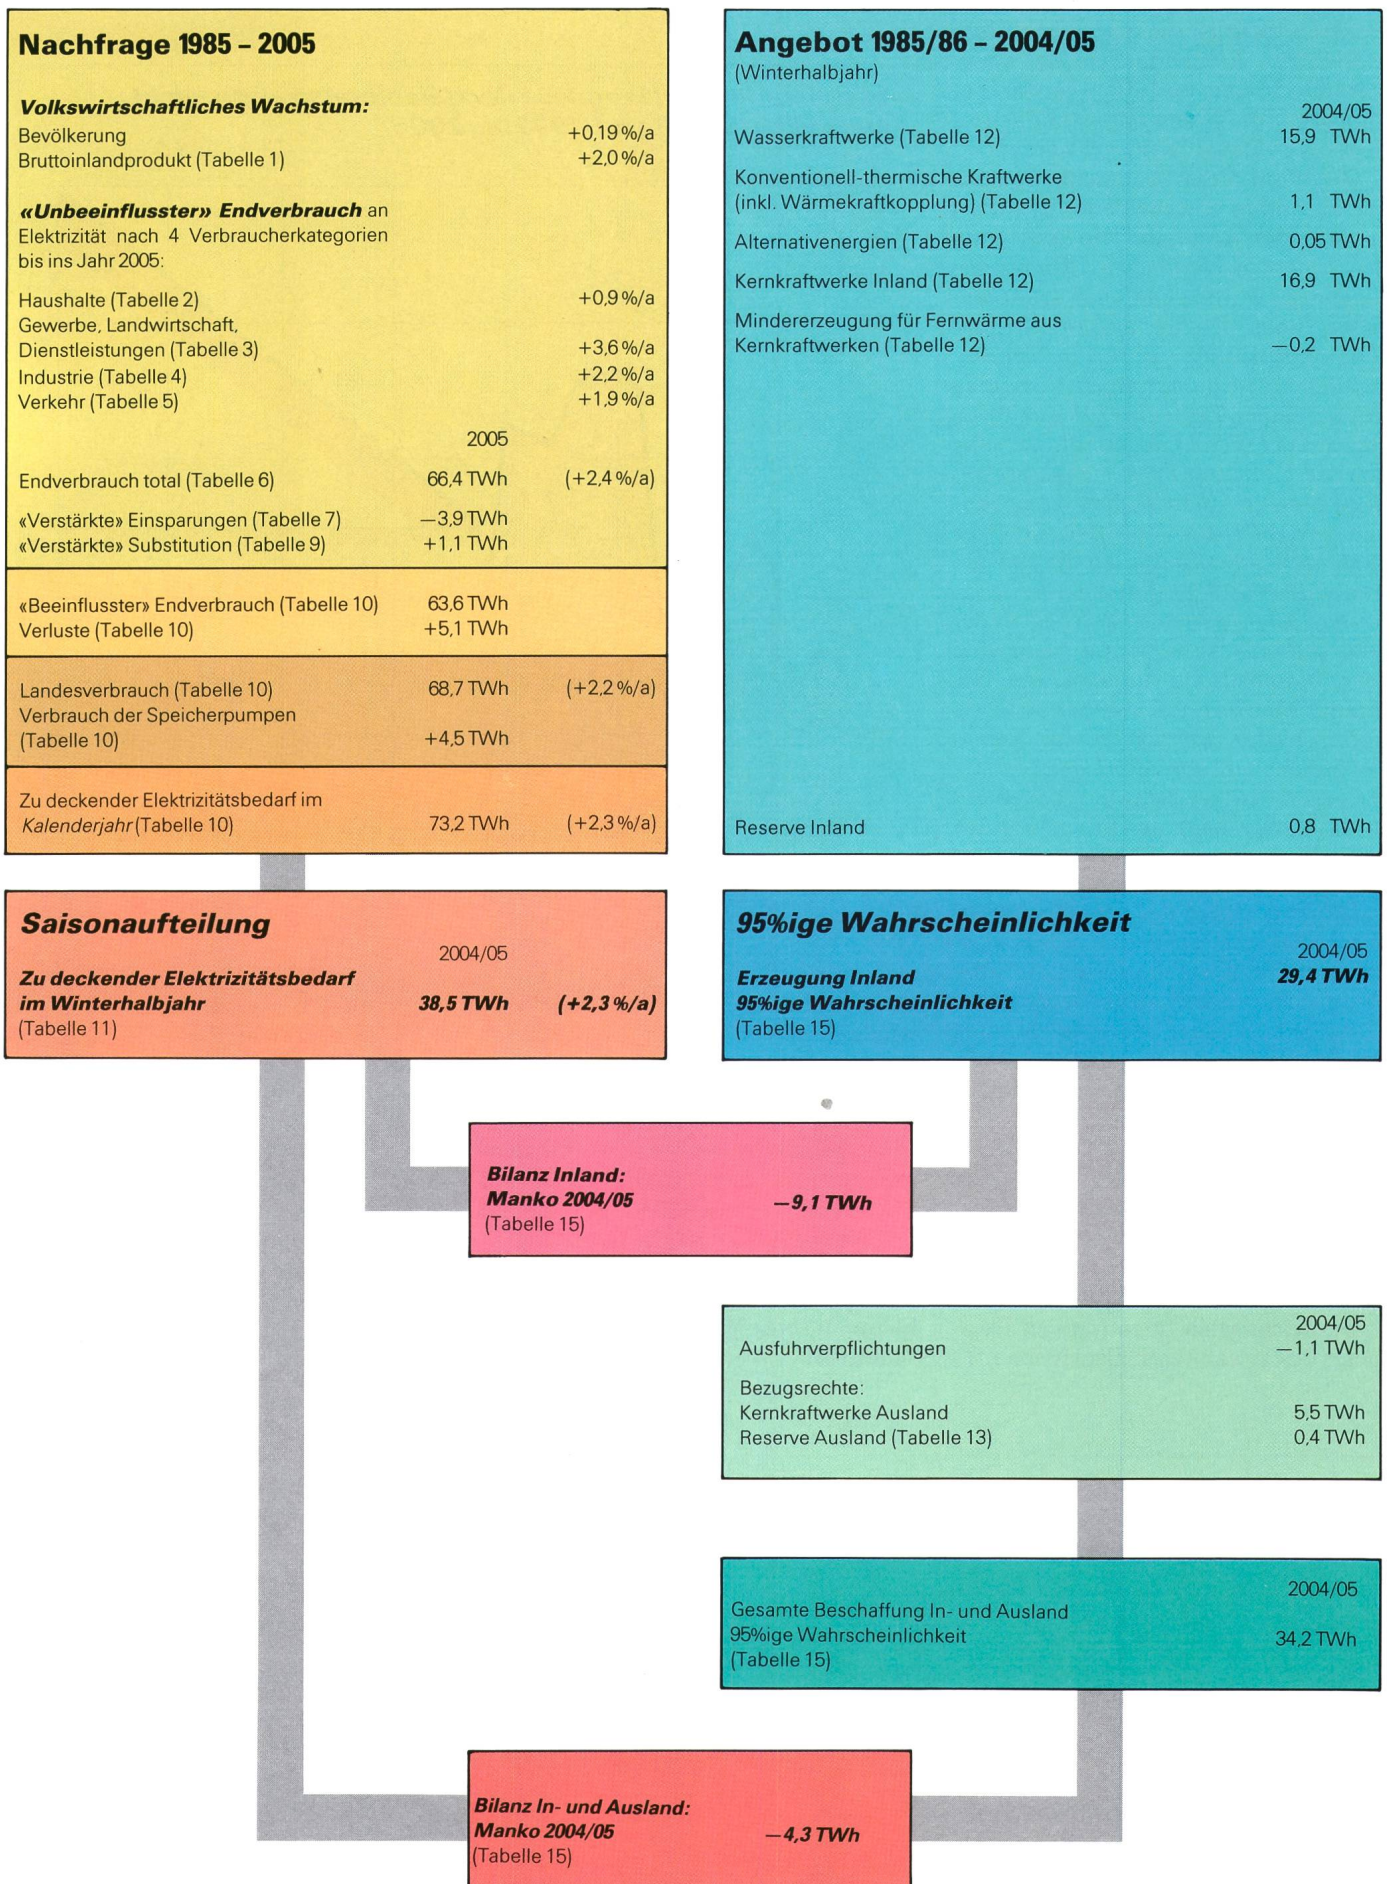 Nachfrage 1985 – 2005
Volkswirtschaftliches Wachstum:
Bevölkerung +0,19%/a
Bruttoinlandprodukt (Tabelle 1) +2,0%/a
«Unbeeinflusster» Endverbrauch an
Elektrizität nach 4 Verbraucherkategorien
bis ins Jahr 2005:
Haushalte (Tabelle 2) +0,9%/a
Gewerbe, Landwirtschaft,
Dienstleistungen (Tabelle 3) +3,6%/a
Industrie (Tabelle 4) +2,2%/a
Verkehr (Tabelle 5) +1,9%/a
2005
Endverbrauch total (Tabelle 6) 66,4 TWh (+2,4%/a)
«Verstärkte» Einsparungen (Tabelle 7) —3,9 TWh
«Verstärkte» Substitution (Tabelle 9) +1,1 TWh
«Beeinflusster» Endverbrauch (Tabelle 10) 63,6 TWh
Verluste (Tabelle 10) +5,1 TWh
Landesverbrauch (Tabelle 10) 68,7 TWh (+2,2%/a)
Verbrauch der Speicherpumpen
(Tabelle 10) +4,5 TWh
Zu deckender Elektrizitätsbedarf im
Kalenderjahr (Tabelle 10) 73,2 TWh (+2,3%/a)
Angebot 1985/86 – 2004/05
(Winterhalbjahr)
2004/05
Wasserkraftwerke (Tabelle 12) 15,9 TWh
Konventionell-thermische Kraftwerke
(inkl. Wärmekraftkopplung) (Tabelle 12) 1,1 TWh
Alternativenergien (Tabelle 12) 0,05 TWh
Kernkraftwerke Inland (Tabelle 12) 16,9 TWh
Mindererzeugung für Fernwärme aus
Kernkraftwerken (Tabelle 12) —0,2 TWh
Reserve Inland 0,8 TWh
Saisonaufteilung
2004/05
Zu deckender Elektrizitätsbedarf
im Winterhalbjahr 38,5 TWh (+2,3%/a)
(Tabelle 11)
95%ige Wahrscheinlichkeit
2004/05
Erzeugung Inland 29,4 TWh
95%ige Wahrscheinlichkeit
(Tabelle 15)
Bilanz Inland:
Manko 2004/05 —9,1 TWh
(Tabelle 15)
2004/05
Ausfuhrverpflichtungen —1,1 TWh
Bezugsrechte:
Kernkraftwerke Ausland 5,5 TWh
Reserve Ausland (Tabelle 13) 0,4 TWh
2004/05
Gesamte Beschaffung In- und Ausland
95%ige Wahrscheinlichkeit 34,2 TWh
(Tabelle 15)
Bilanz In- und Ausland:
Manko 2004/05 —4,3 TWh
(Tabelle 15)